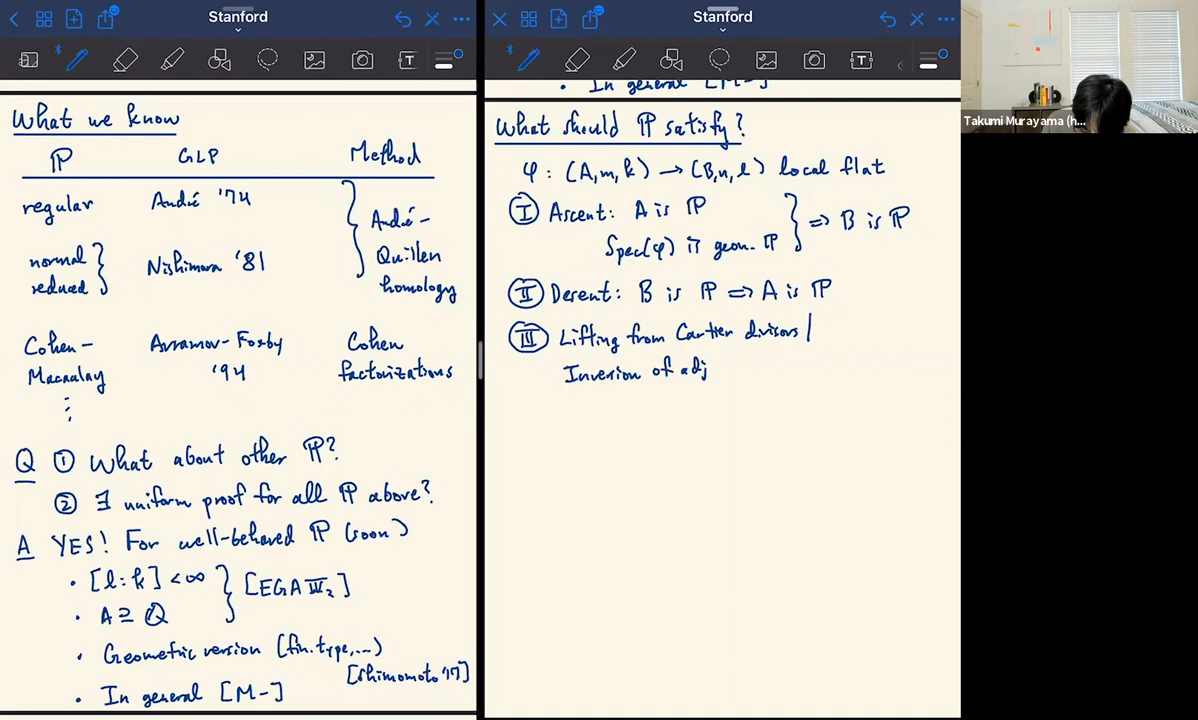 Stanford
What we know
ℙ GLP Method
regular André '74
normal
reduced
Nishimura '81
André-
Quillen
homology
Cohen-
Macaulay
Avramov-Foxby
'94
Cohen
factorizations
Q ① What about other ℙ?
② ∃ uniform proof for all ℙ above?
A YES! For well-behaved ℙ (soon)
• [l:k] < ∞
• A ⊇ ℚ
[EGA IV₂]
• Geometric version (fin. type, ...)
[Shimomoto '17]
• In general [M-]
Stanford
• In general [M-]
What should ℙ satisfy?
φ: (A,m,k) → (B,n,l) local flat
Ⅰ Ascent: A is ℙ
Spec(φ) is geom. ℙ
⇒ B is ℙ
Ⅱ Descent: B is ℙ ⇒ A is ℙ
Ⅲ Lifting from Cartier divisors /
Inversion of adj
Takumi Murayama (h...